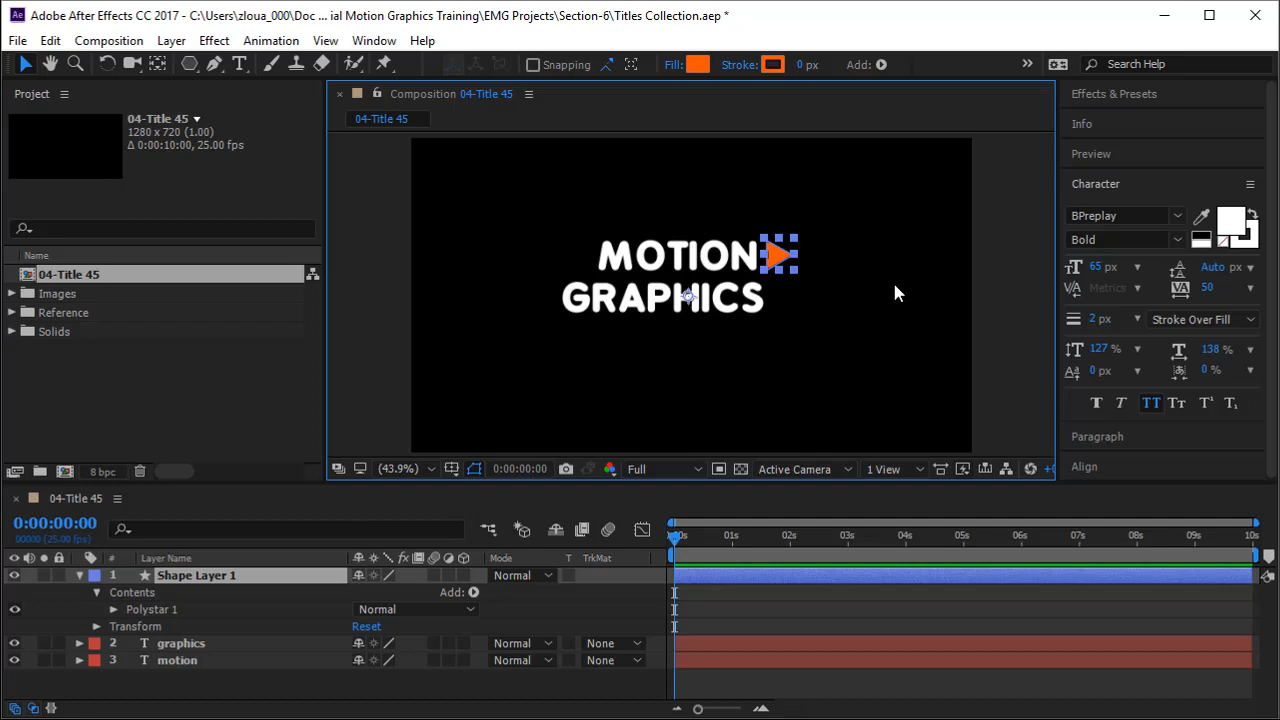 Adobe After Effects CC 2017 - C:\Users\zloua_000\Doc ... ial Motion Graphics Training\EMG Projects\Section-6\Titles Collection.aep *
File Edit Composition Layer Effect Animation View Window Help
Snapping Fill: Stroke: 0 px Add: Search Help
Project
04-Title 45
1280 x 720 (1.00)
Δ 0:00:10:00, 25.00 fps
Name
04-Title 45
Images
Reference
Solids
8 bpc
Composition 04-Title 45
04-Title 45
MOTION
GRAPHICS
(43.9%) 0:00:00:00 Full Active Camera 1 View
Effects & Presets
Info
Preview
Character
BPreplay
Bold
65 px Auto px
Metrics 50
2 px Stroke Over Fill
127 % 138 %
0 px 0 %
Paragraph
Align
04-Title 45
0:00:00:00
00000 (25.00 fps)
# Layer Name Mode T TrkMat
1 Shape Layer 1 Normal
Contents Add:
Polystar 1 Normal
Transform Reset
2 T graphics Normal None
3 T motion Normal None
01s 02s 03s 04s 05s 06s 07s 08s 09s 10s